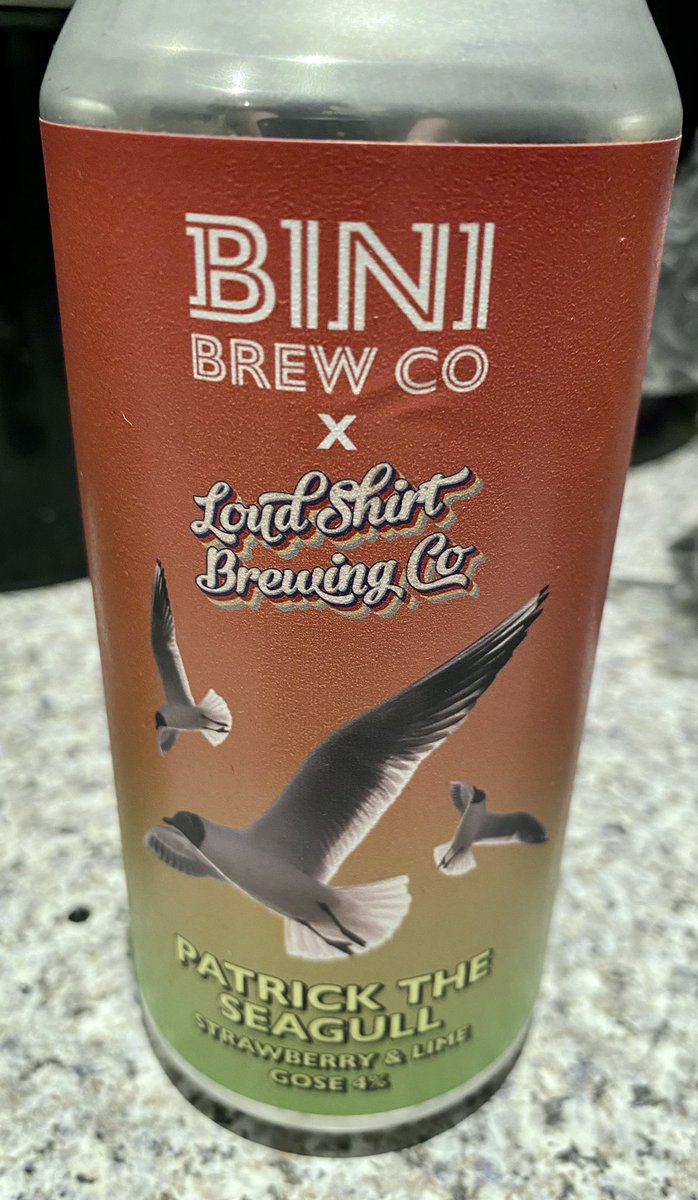 BINI
BREW CO
X
Loud Shirt
Brewing Co
PATRICK THE
SEAGULL
STRAWBERRY & LIME
GOSE 4%